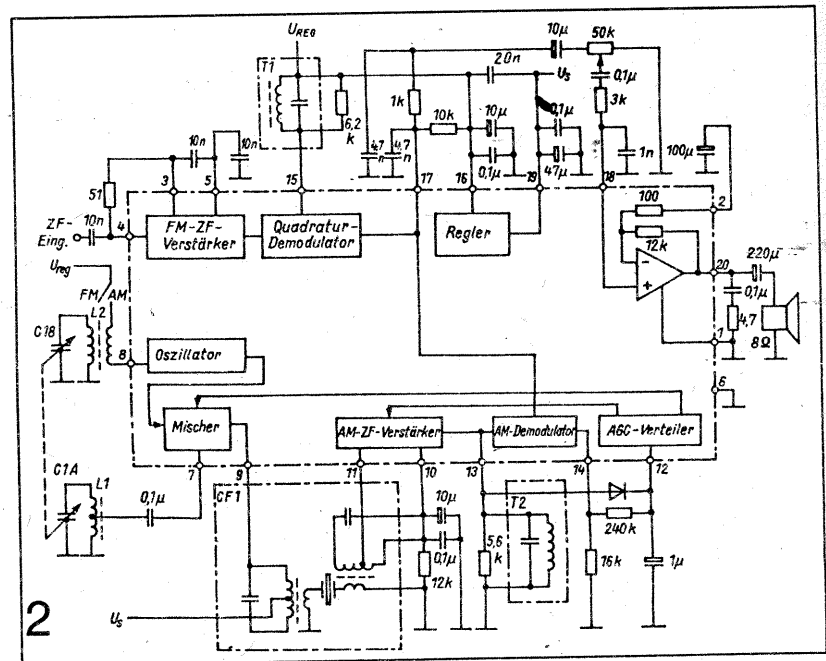 U_REG
T1
10µ
50k
20n
U_S
0,1µ
1k
6,2
k
10k
10µ
0,1µ
3k
10n
10n
4,7
n
4,7
n
0,1µ
47µ
1n
100µ
51
3
5
15
17
16
19
18
2
ZF-
Eing.
10n
4
FM-ZF-
Verstärker
Quadratur-
Demodulator
Regler
100
12k
-
+
20
220µ
0,1µ
4,7
8Ω
1
6
U_reg
FM/AM
C1B
L2
8
Oszillator
Mischer
AM-ZF-Verstärker
AM-Demodulator
AGC-Verteiler
7
9
11
10
13
14
12
C1A
L1
0,1µ
CF1
10µ
0,1µ
12k
5,6
k
T2
240k
16k
1µ
U_S
2